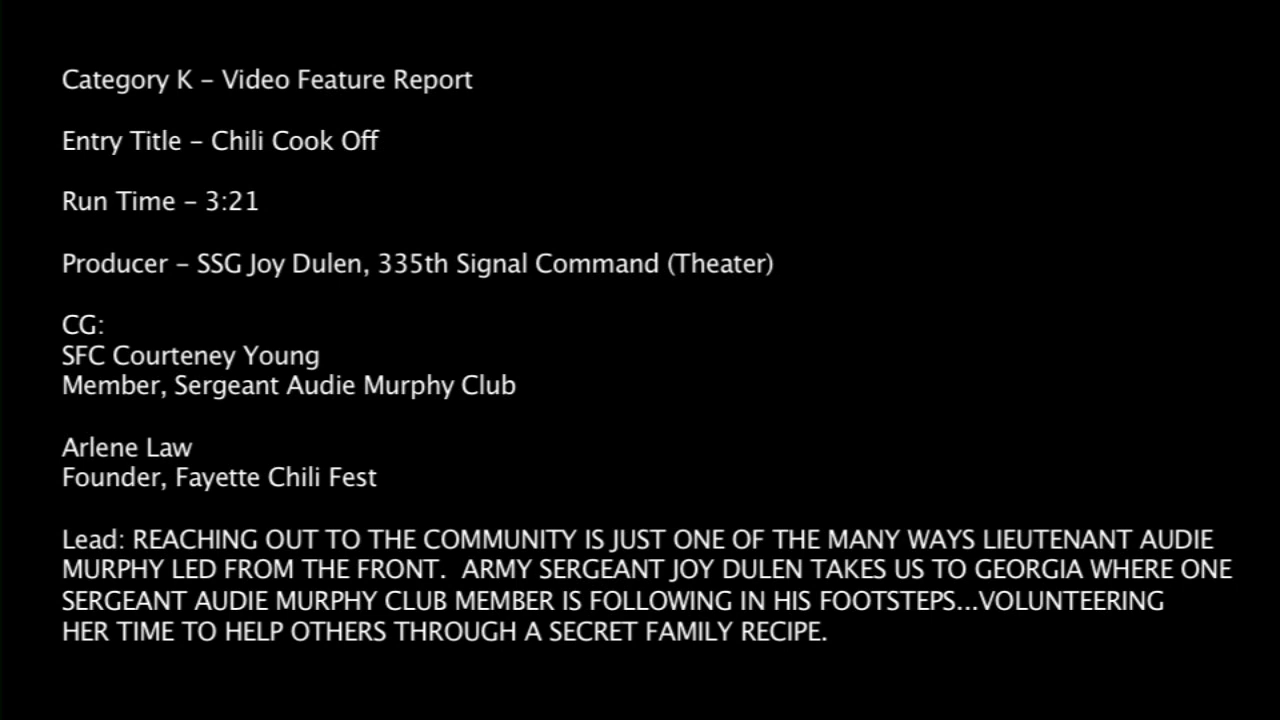 Category K – Video Feature Report
Entry Title – Chili Cook Off
Run Time – 3:21
Producer – SSG Joy Dulen, 335th Signal Command (Theater)
CG:
SFC Courteney Young
Member, Sergeant Audie Murphy Club
Arlene Law
Founder, Fayette Chili Fest
Lead: REACHING OUT TO THE COMMUNITY IS JUST ONE OF THE MANY WAYS LIEUTENANT AUDIE
MURPHY LED FROM THE FRONT.  ARMY SERGEANT JOY DULEN TAKES US TO GEORGIA WHERE ONE
SERGEANT AUDIE MURPHY CLUB MEMBER IS FOLLOWING IN HIS FOOTSTEPS...VOLUNTEERING
HER TIME TO HELP OTHERS THROUGH A SECRET FAMILY RECIPE.